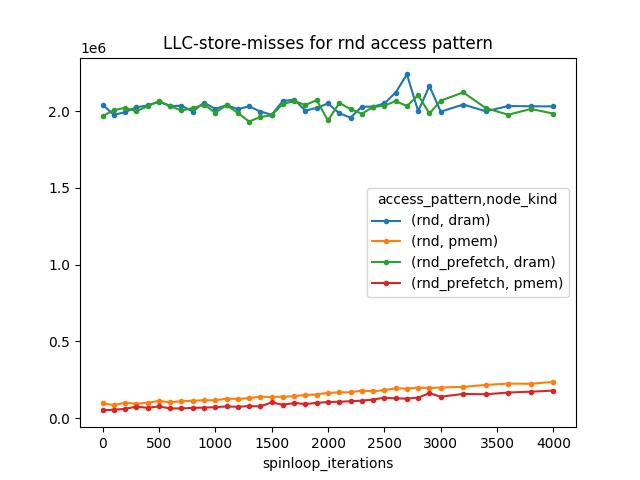 LLC-store-misses for rnd access pattern
1e6
2.0
1.5
1.0
0.5
0.0
access_pattern,node_kind
(rnd, dram)
(rnd, pmem)
(rnd_prefetch, dram)
(rnd_prefetch, pmem)
0 500 1000 1500 2000 2500 3000 3500 4000
spinloop_iterations